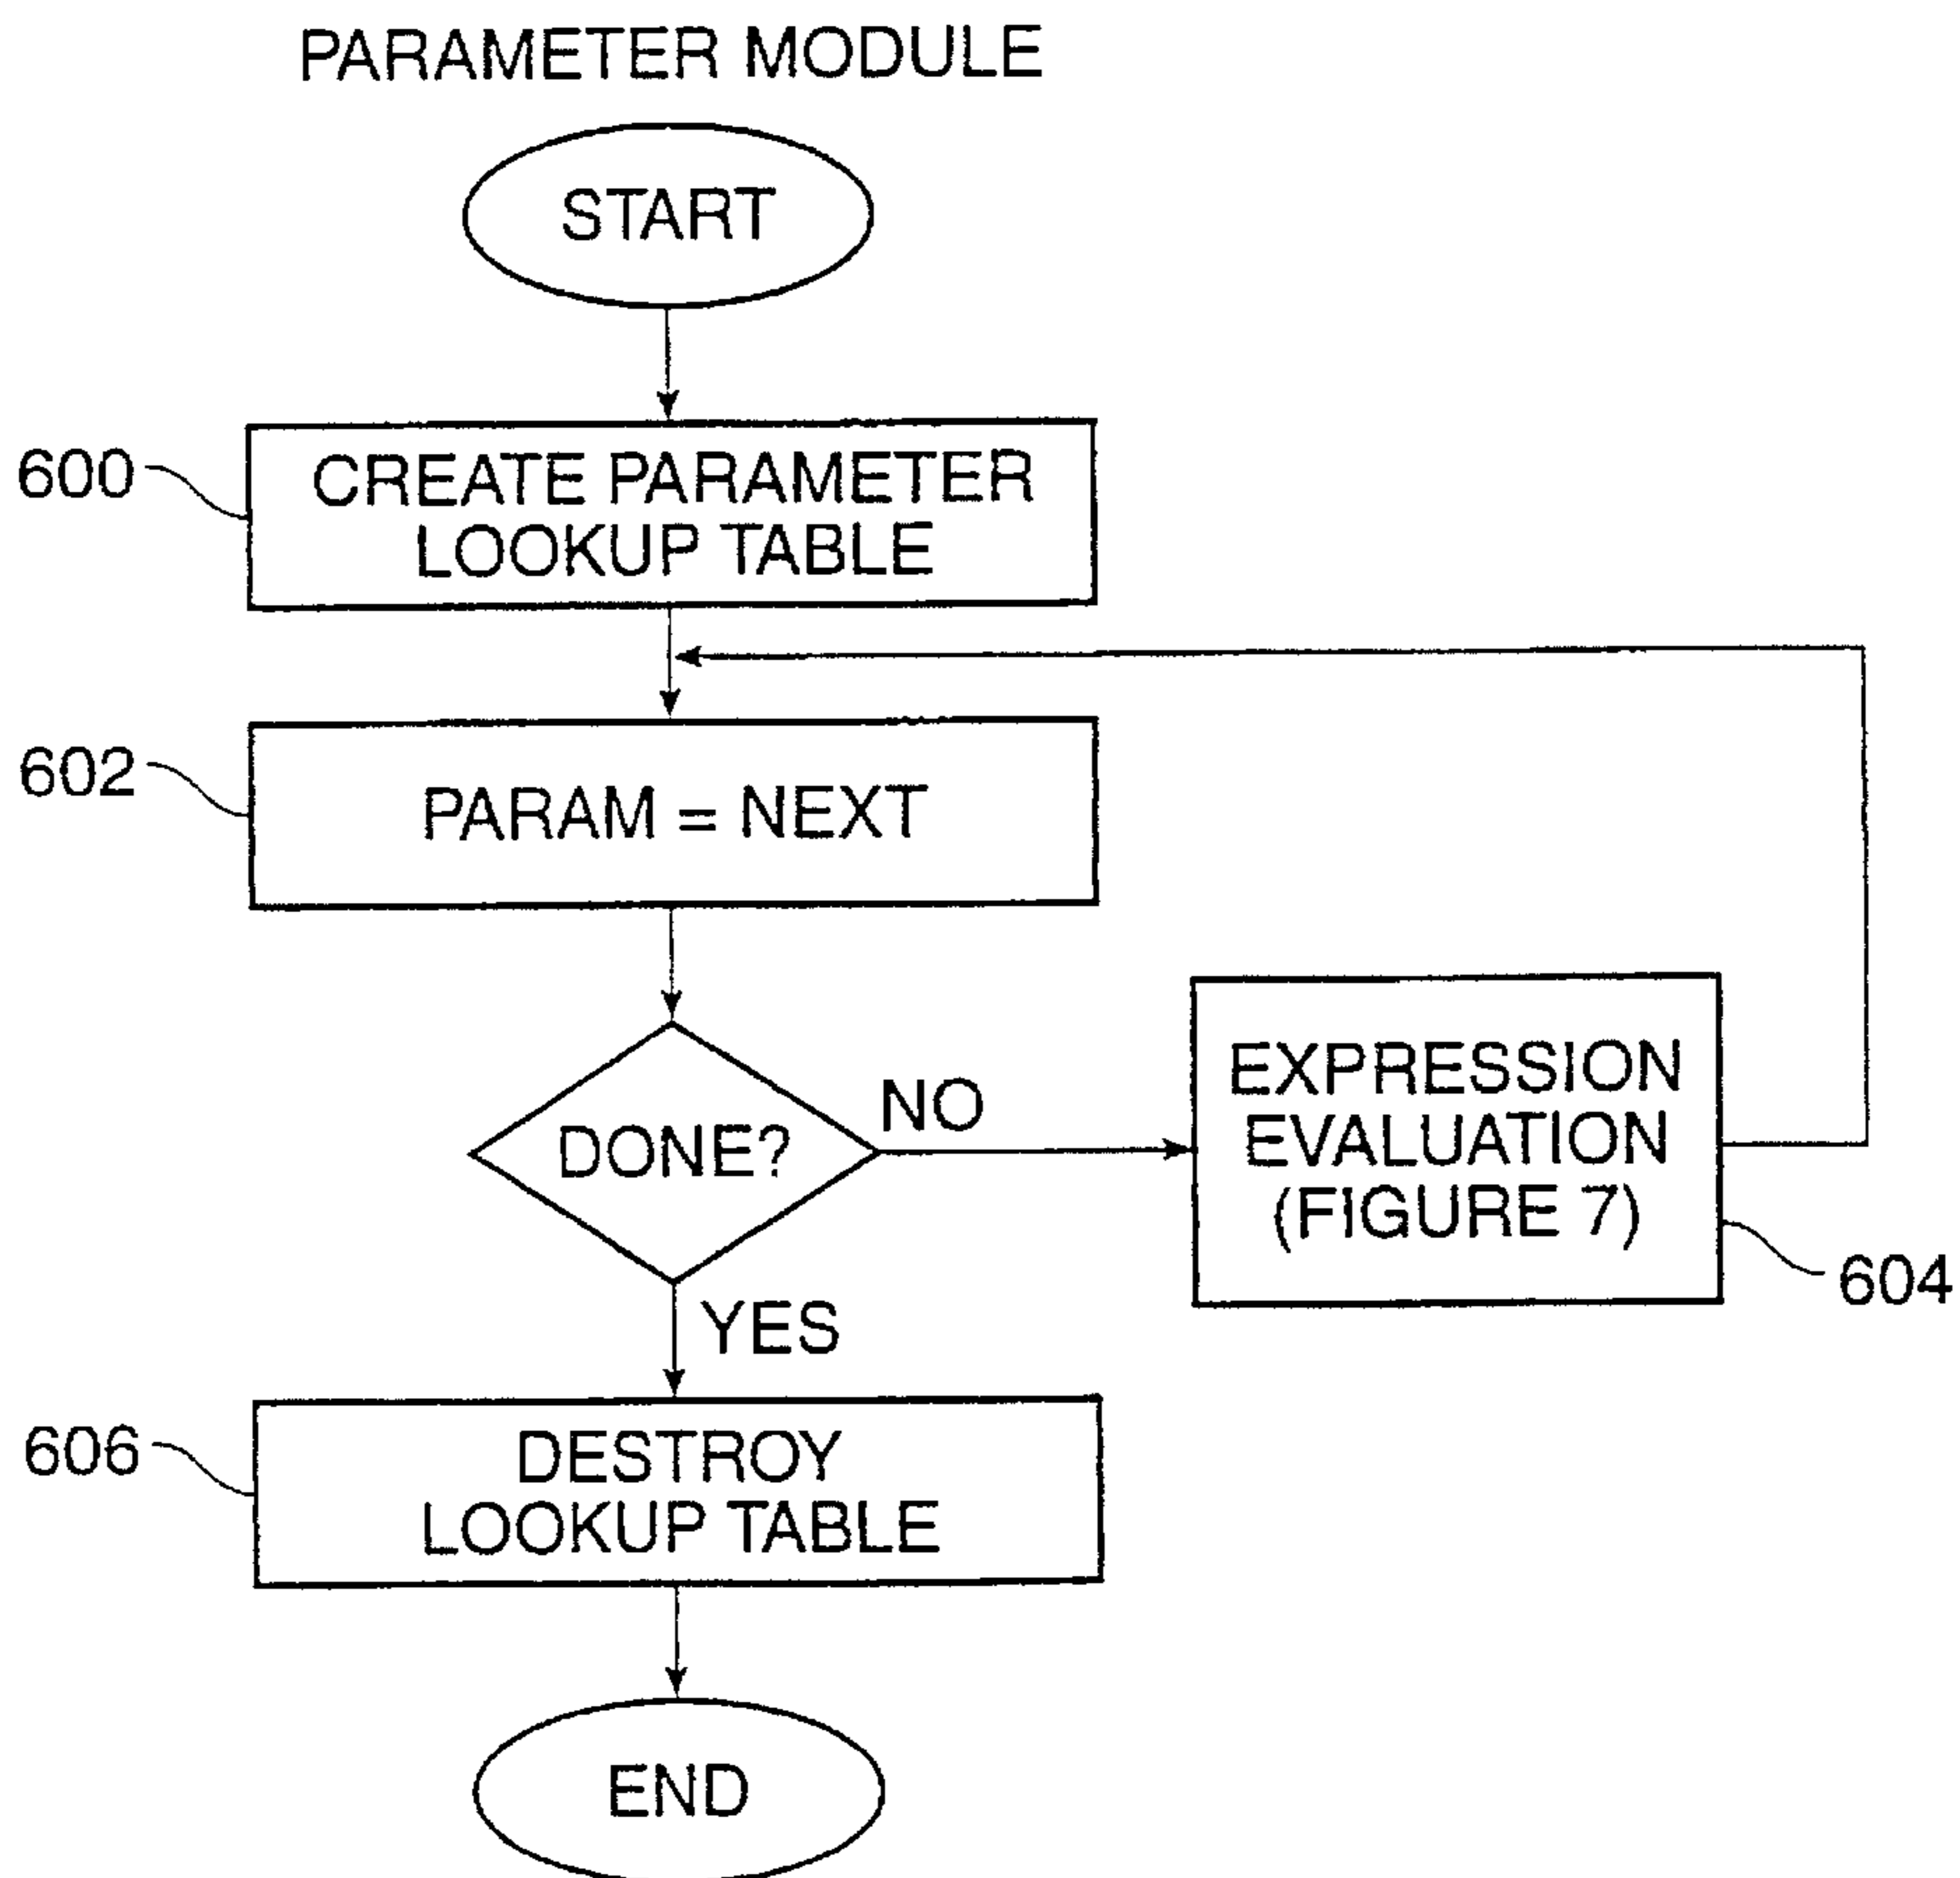 PARAMETER MODULE
START
600
CREATE PARAMETER
LOOKUP TABLE
602
PARAM = NEXT
DONE?
NO
EXPRESSION
EVALUATION
(FIGURE 7)
604
YES
606
DESTROY
LOOKUP TABLE
END